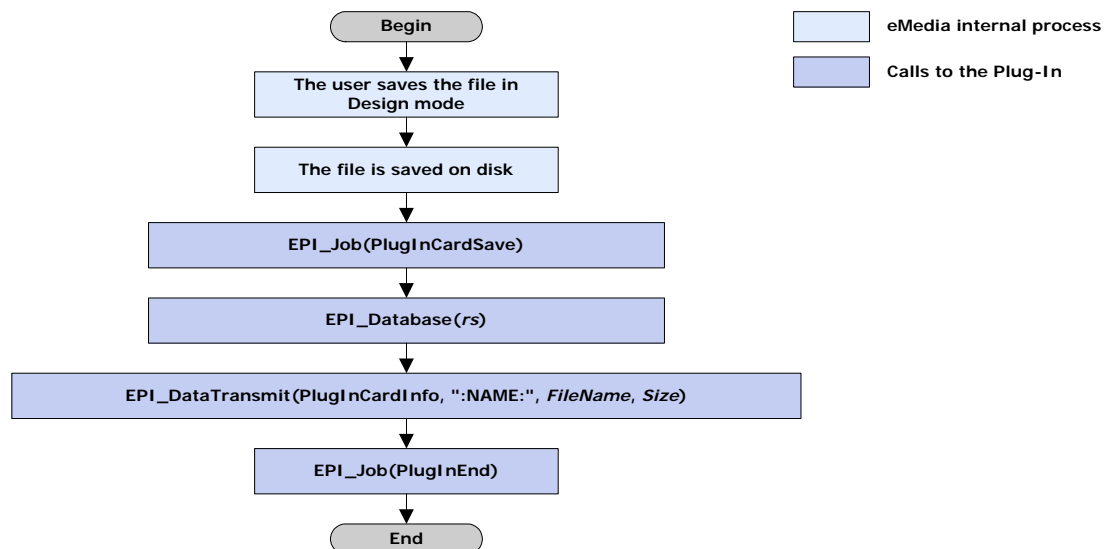 Begin
eMedia internal process
Calls to the Plug-In
The user saves the file in
Design mode
The file is saved on disk
EPI_Job(PlugInCardSave)
EPI_Database(rs)
EPI_DataTransmit(PlugInCardInfo, ":NAME:", FileName, Size)
EPI_Job(PlugInEnd)
End